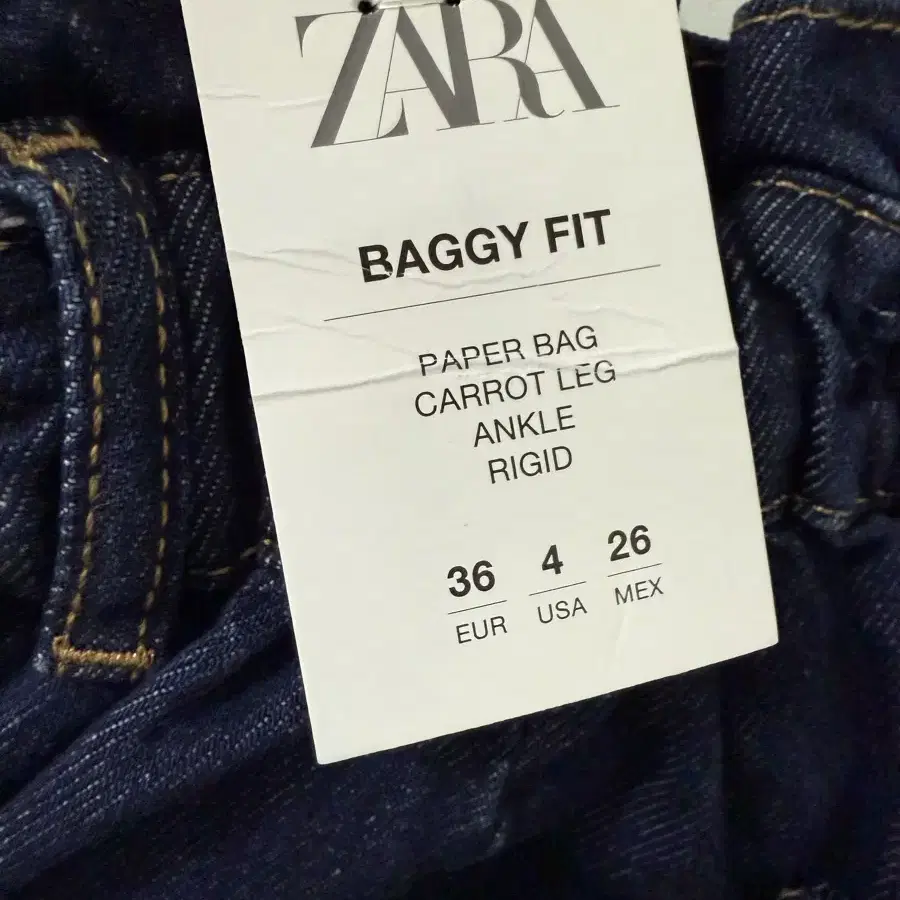 ZARA
BAGGY FIT
PAPER BAG
CARROT LEG
ANKLE
RIGID
36 4 26
EUR USA MEX